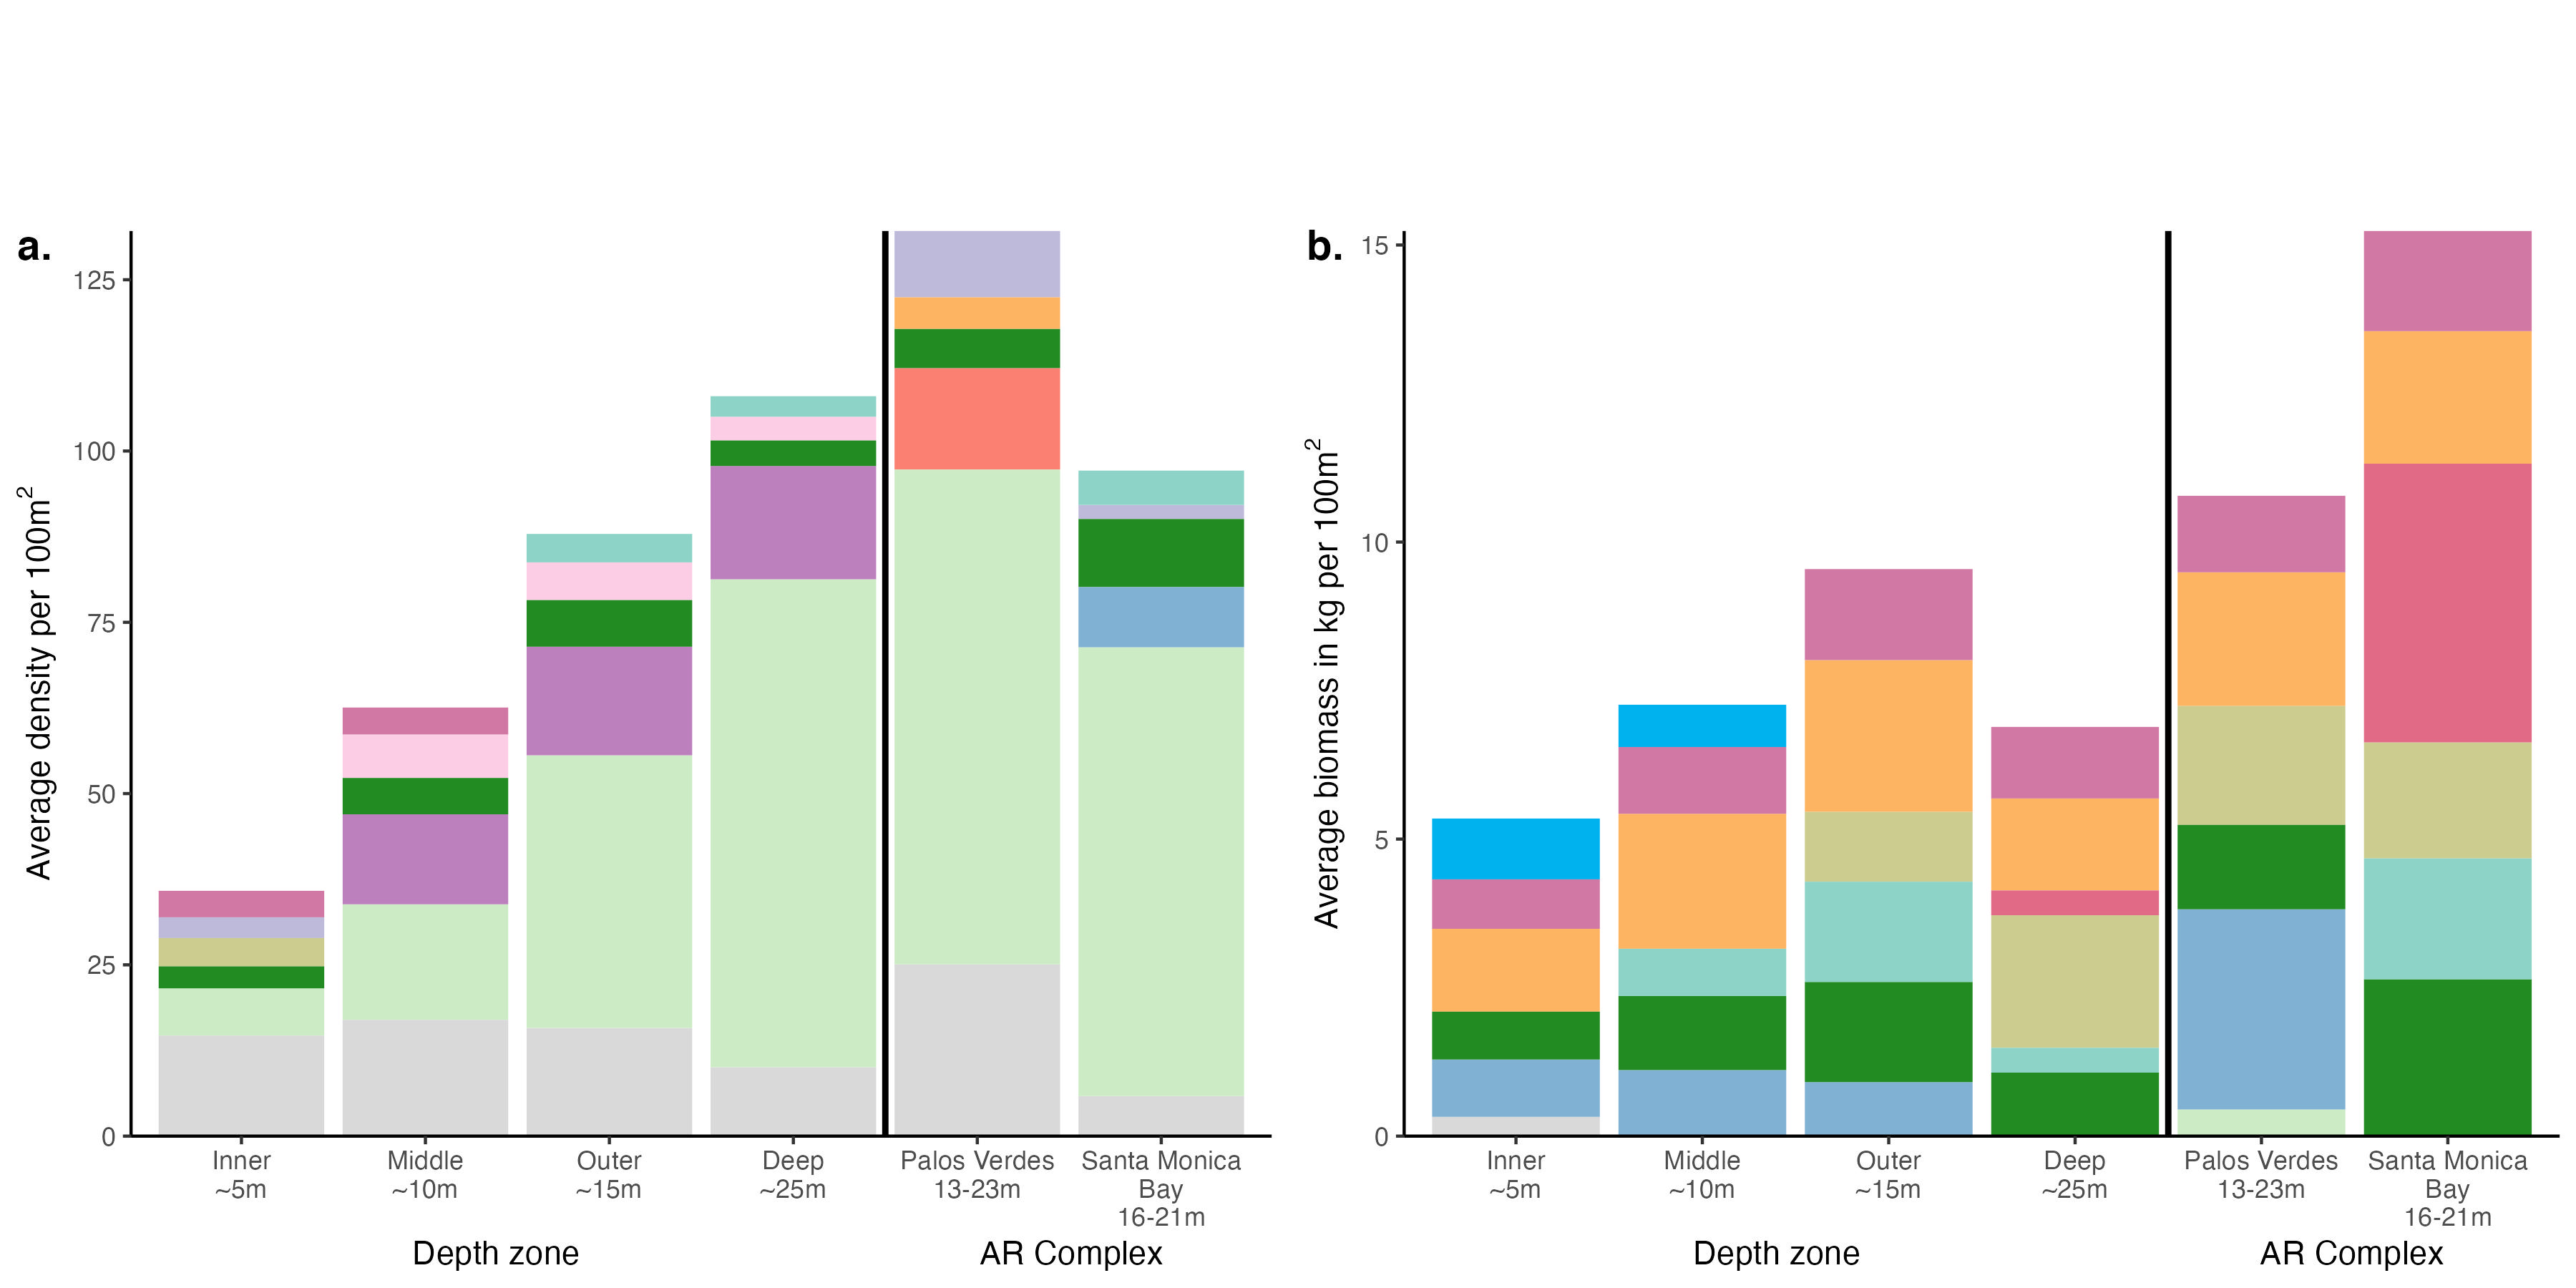 a.
Average density per 100m²
125
100
75
50
25
0
Inner
~5m
Middle
~10m
Outer
~15m
Deep
~25m
Palos Verdes
13-23m
Santa Monica
Bay
16-21m
Depth zone
AR Complex
b.
Average biomass in kg per 100m²
15
10
5
0
Inner
~5m
Middle
~10m
Outer
~15m
Deep
~25m
Palos Verdes
13-23m
Santa Monica
Bay
16-21m
Depth zone
AR Complex